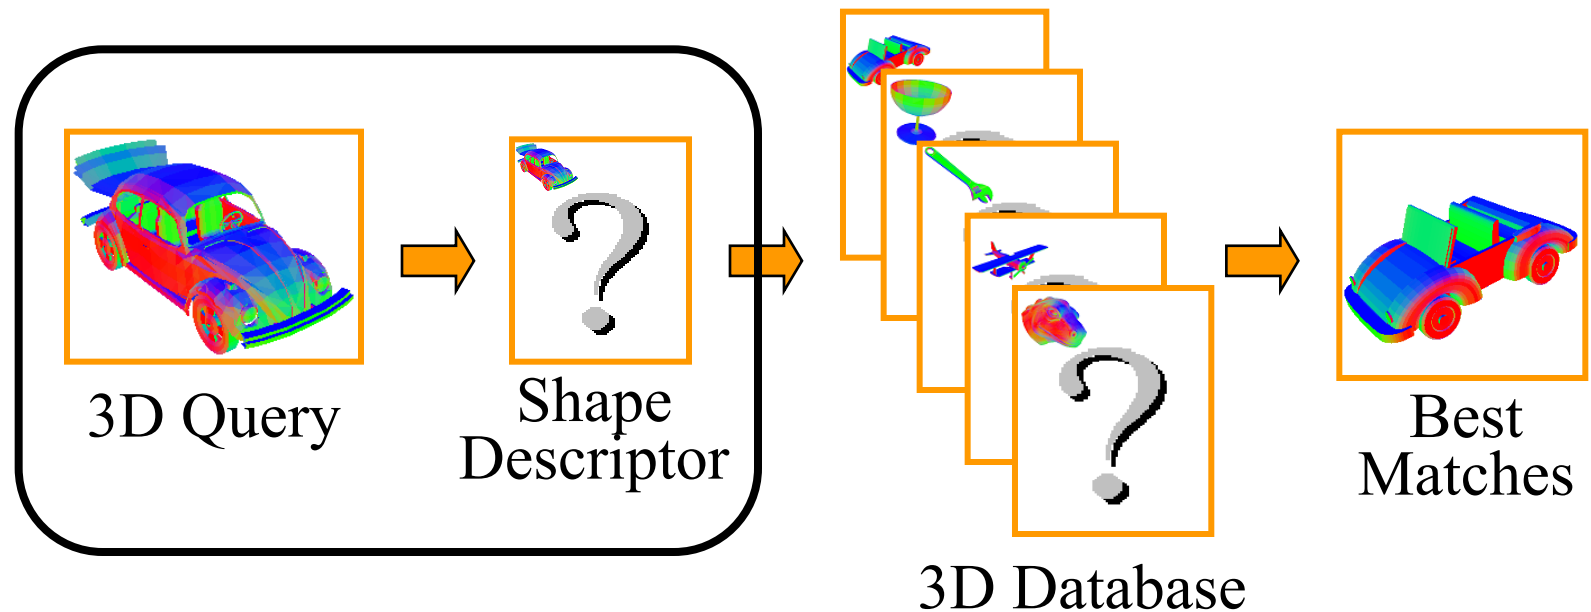 3D Query
Shape
Descriptor
3D Database
Best
Matches